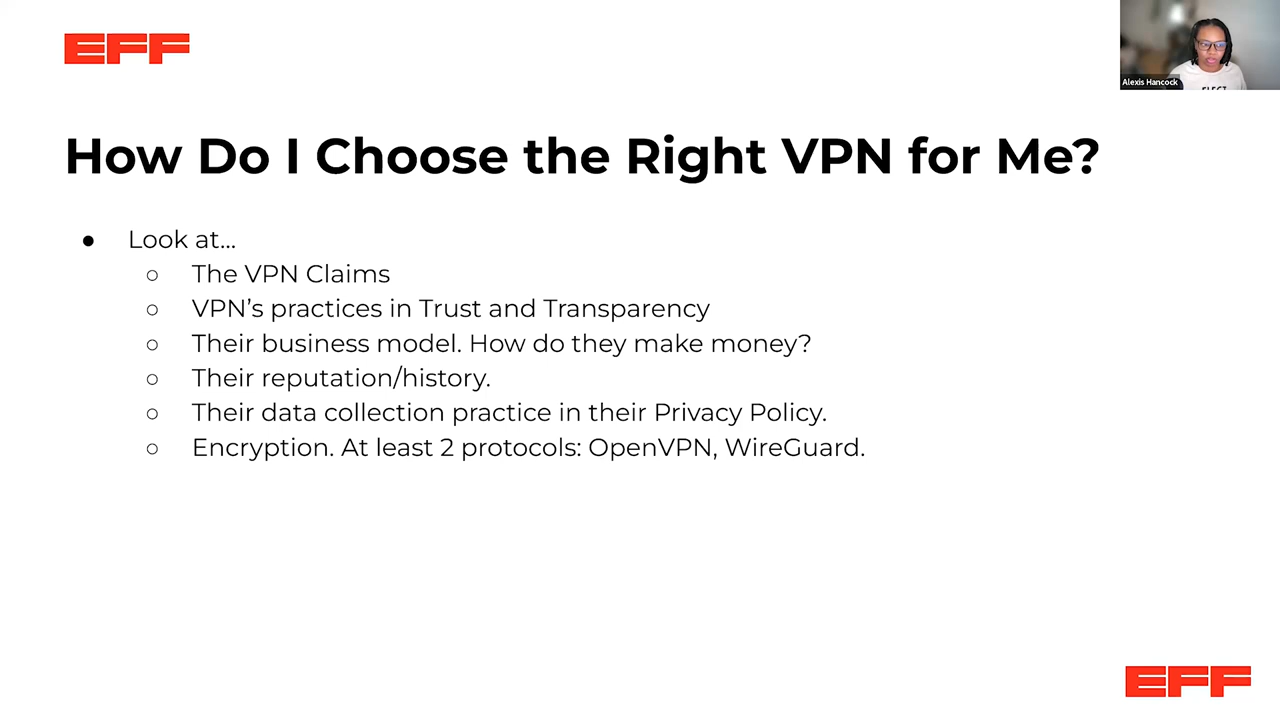 EFF
Alexis Hancock
ELECT
How Do I Choose the Right VPN for Me?
● Look at...
○ The VPN Claims
○ VPN’s practices in Trust and Transparency
○ Their business model. How do they make money?
○ Their reputation/history.
○ Their data collection practice in their Privacy Policy.
○ Encryption. At least 2 protocols: OpenVPN, WireGuard.
EFF